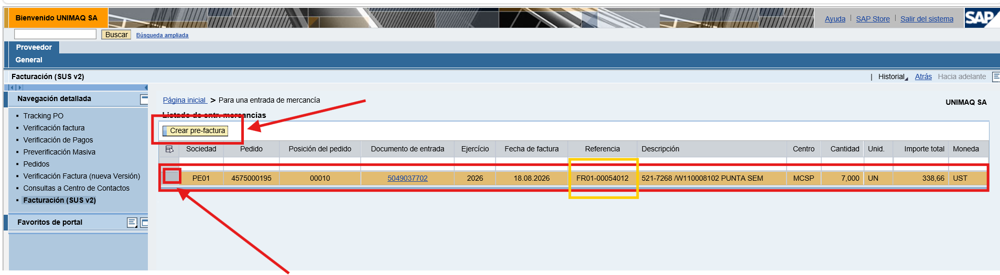 Bienvenido UNIMAQ SA
Ayuda | SAP Store | Salir del sistema
SAP
Buscar Búsqueda ampliada
Proveedor
General
Facturación (SUS v2)
| Historial Atrás Hacia adelante
Navegación detallada
Tracking PO
Verificación factura
Verificación de Pagos
Preverificación Masiva
Pedidos
Verificación Factura (nueva Versión)
Consultas a Centro de Contactos
Facturación (SUS v2)
Favoritos de portal
Página inicial > Para una entrada de mercancía
UNIMAQ SA
Listado de entr. mercancías
Crear pre-factura
Sociedad Pedido Posición del pedido Documento de entrada Ejercício Fecha de factura Referencia Descripción Centro Cantidad Unid. Importe total Moneda
PE01 4575000195 00010 5049037702 2026 18.08.2026 FR01-00054012 521-7268 /W110008102 PUNTA SEM MCSP 7,000 UN 338,66 UST